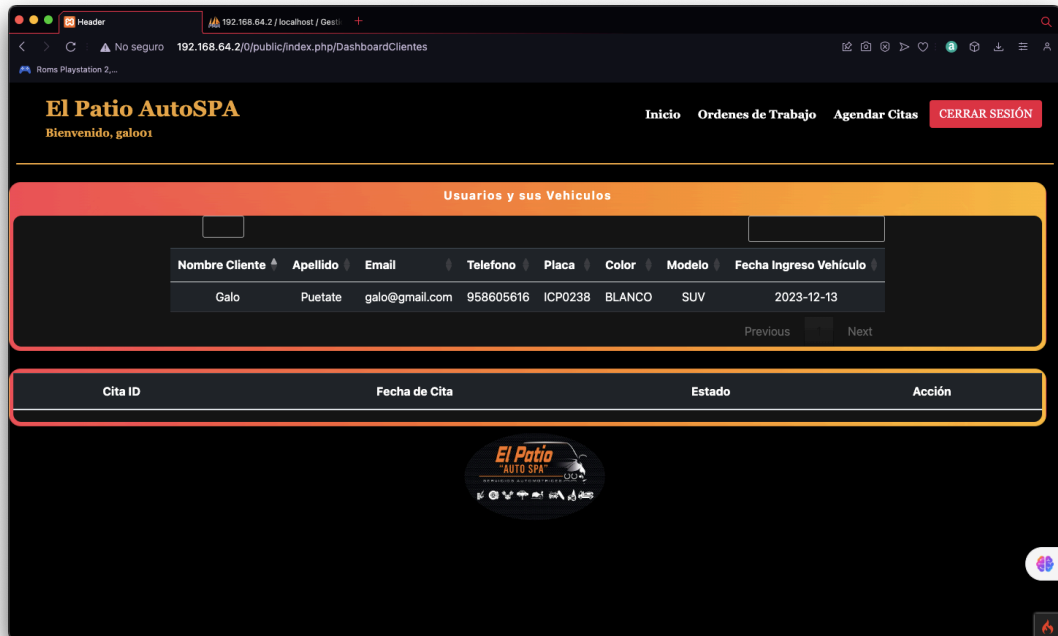 Header
192.168.64.2 / localhost / Gesti
No seguro 192.168.64.2/0/public/index.php/DashboardClientes
Roms Playstation 2,...
El Patio AutoSPA
Bienvenido, galo01
Inicio Ordenes de Trabajo Agendar Citas CERRAR SESIÓN
Usuarios y sus Vehiculos
Nombre Cliente Apellido Email Telefono Placa Color Modelo Fecha Ingreso Vehículo
Galo Puetate galo@gmail.com 958605616 ICP0238 BLANCO SUV 2023-12-13
Previous 1 Next
Cita ID Fecha de Cita Estado Acción
El Patio
"AUTO SPA"
SERVICIOS AUTOMOTRICES